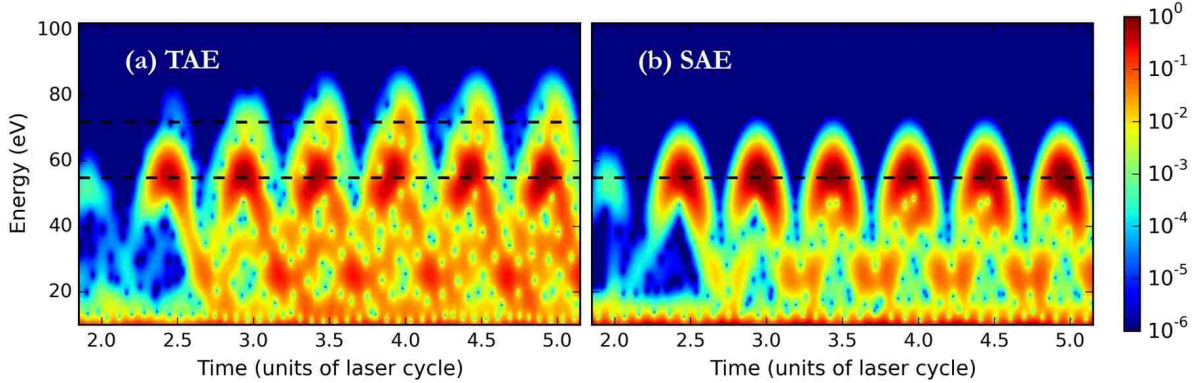 (a) TAE
(b) SAE
Energy (eV)
100
80
60
40
20
2.0 2.5 3.0 3.5 4.0 4.5 5.0
2.0 2.5 3.0 3.5 4.0 4.5 5.0
Time (units of laser cycle)
Time (units of laser cycle)
10^0
10^-1
10^-2
10^-3
10^-4
10^-5
10^-6